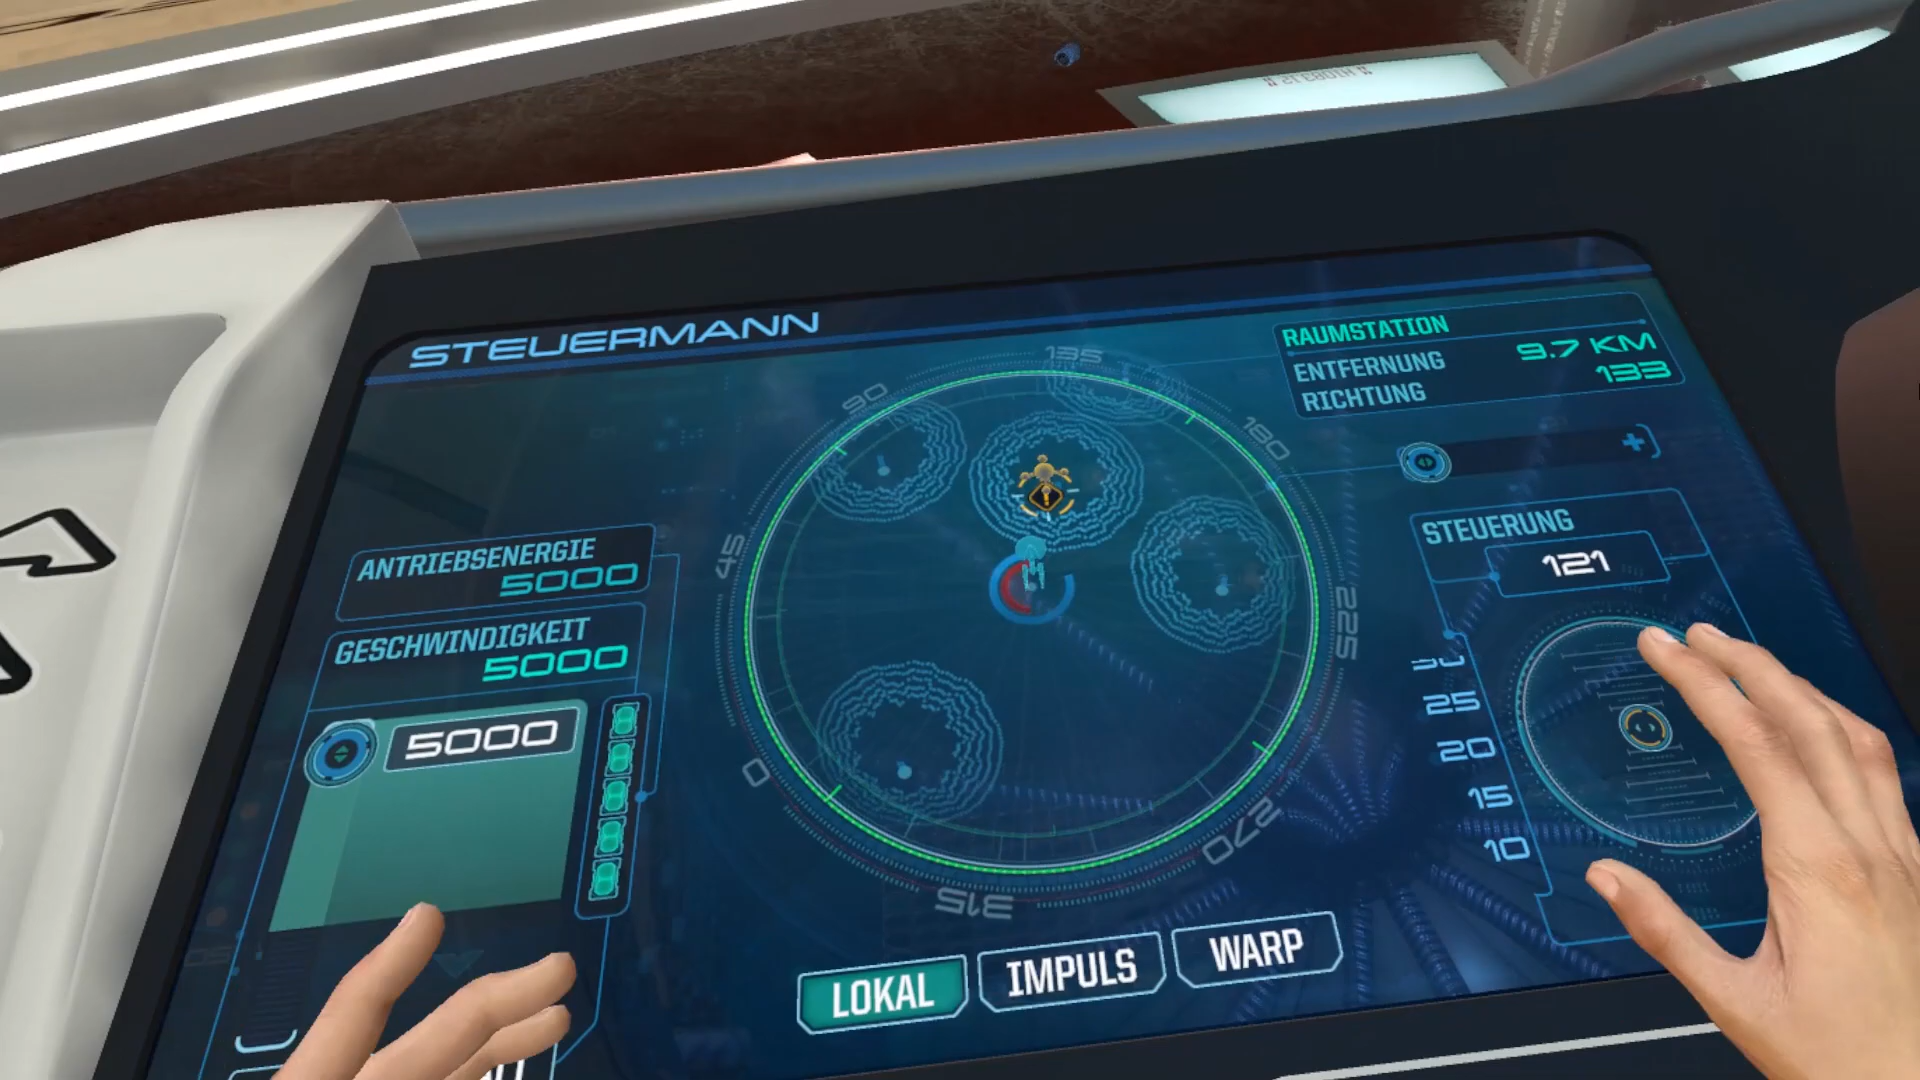 STEUERMANN
RAUMSTATION
ENTFERNUNG 9.7 KM
RICHTUNG 133
135
90
180
45
225
0
270
315
ANTRIEBSENERGIE
5000
GESCHWINDIGKEIT
5000
5000
STEUERUNG
121
30
25
20
15
10
LOKAL IMPULS WARP